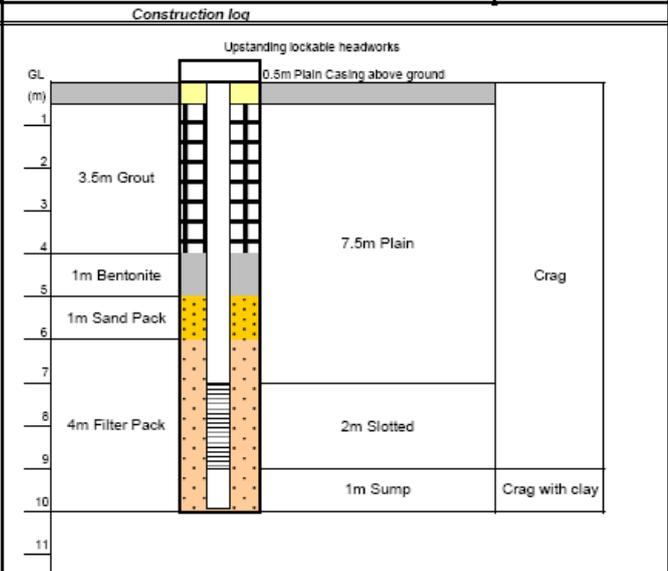 Construction log
Upstanding lockable headworks
GL
0.5m Plain Casing above ground
(m)
1
2
3.5m Grout
3
7.5m Plain
4
1m Bentonite
Crag
5
1m Sand Pack
6
7
8
4m Filter Pack
2m Slotted
9
1m Sump
Crag with clay
10
11